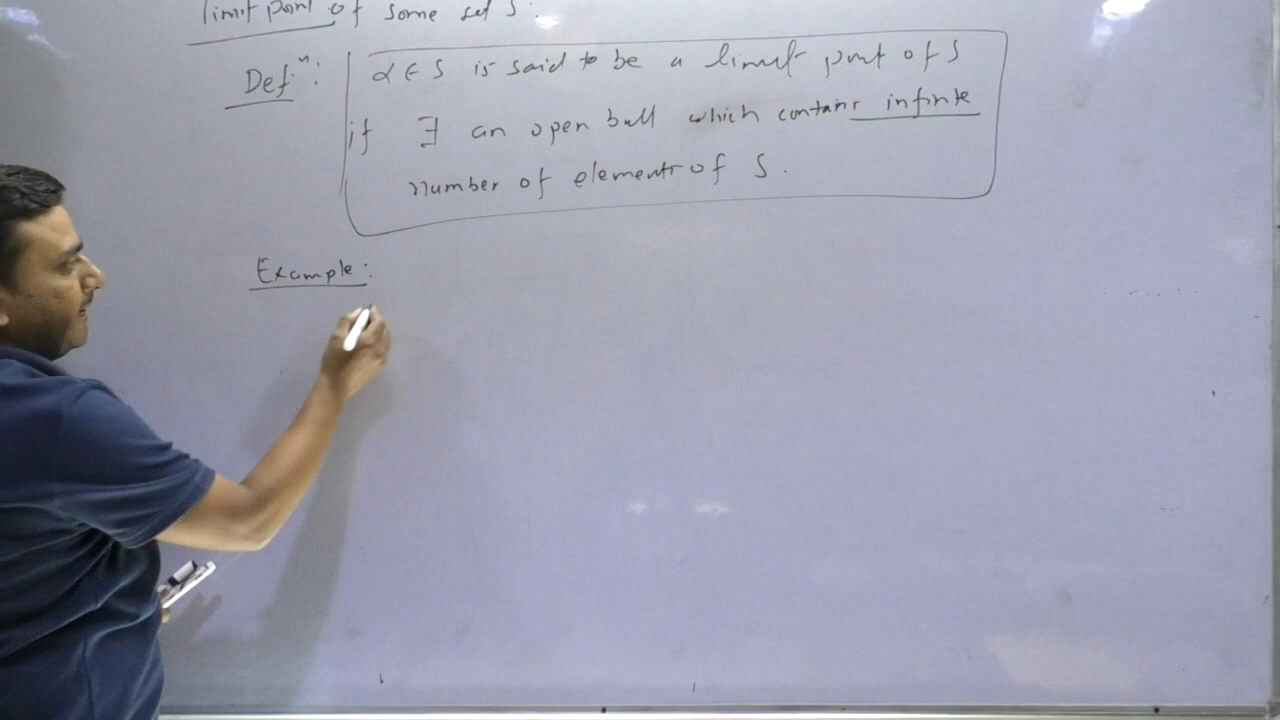 limit point of some set S.
Defⁿ: α ∈ S is said to be a limit point of S
if ∃ an open ball which contains infinite
number of elements of S.
Example: